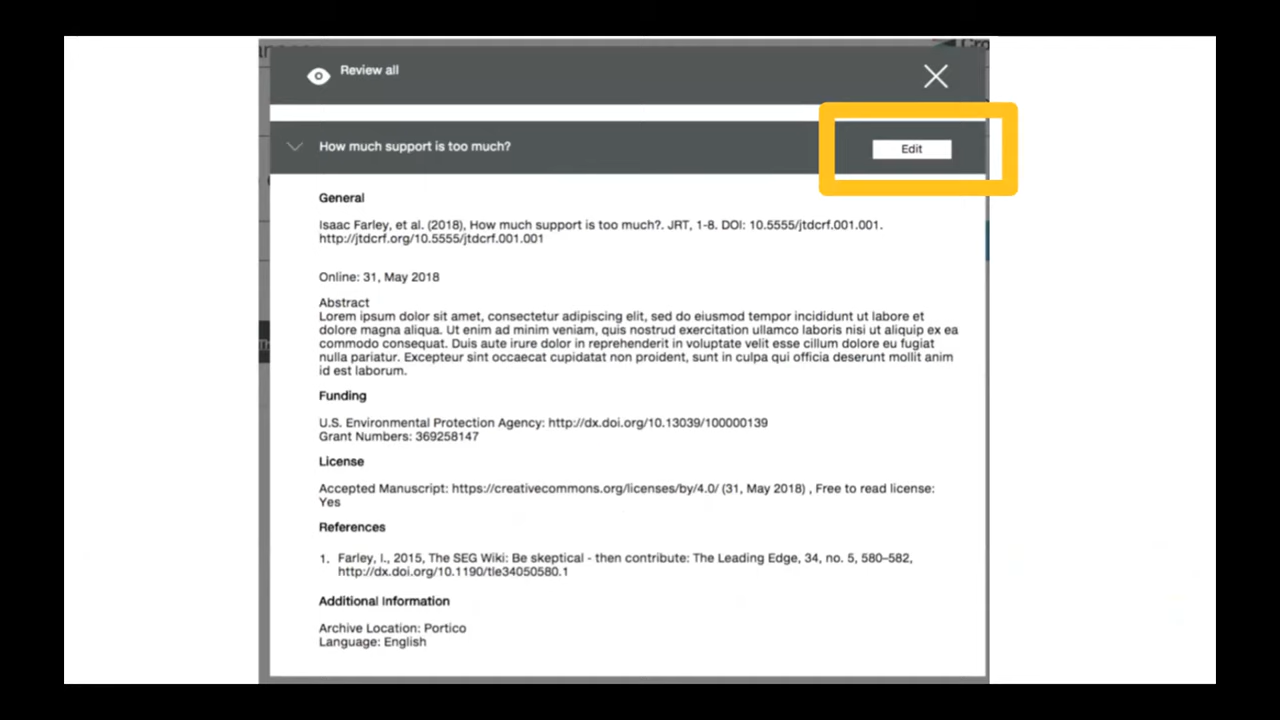 Review all
How much support is too much?
Edit
General
Isaac Farley, et al. (2018), How much support is too much?. JRT, 1-8. DOI: 10.5555/jtdcrf.001.001.
http://jtdcrf.org/10.5555/jtdcrf.001.001
Online: 31, May 2018
Abstract
Lorem ipsum dolor sit amet, consectetur adipiscing elit, sed do eiusmod tempor incididunt ut labore et
dolore magna aliqua. Ut enim ad minim veniam, quis nostrud exercitation ullamco laboris nisi ut aliquip ex ea
commodo consequat. Duis aute irure dolor in reprehenderit in voluptate velit esse cillum dolore eu fugiat
nulla pariatur. Excepteur sint occaecat cupidatat non proident, sunt in culpa qui officia deserunt mollit anim
id est laborum.
Funding
U.S. Environmental Protection Agency: http://dx.doi.org/10.13039/100000139
Grant Numbers: 369258147
License
Accepted Manuscript: https://creativecommons.org/licenses/by/4.0/ (31, May 2018) , Free to read license:
Yes
References
1. Farley, I., 2015, The SEG Wiki: Be skeptical - then contribute: The Leading Edge, 34, no. 5, 580–582,
http://dx.doi.org/10.1190/tle34050580.1
Additional Information
Archive Location: Portico
Language: English